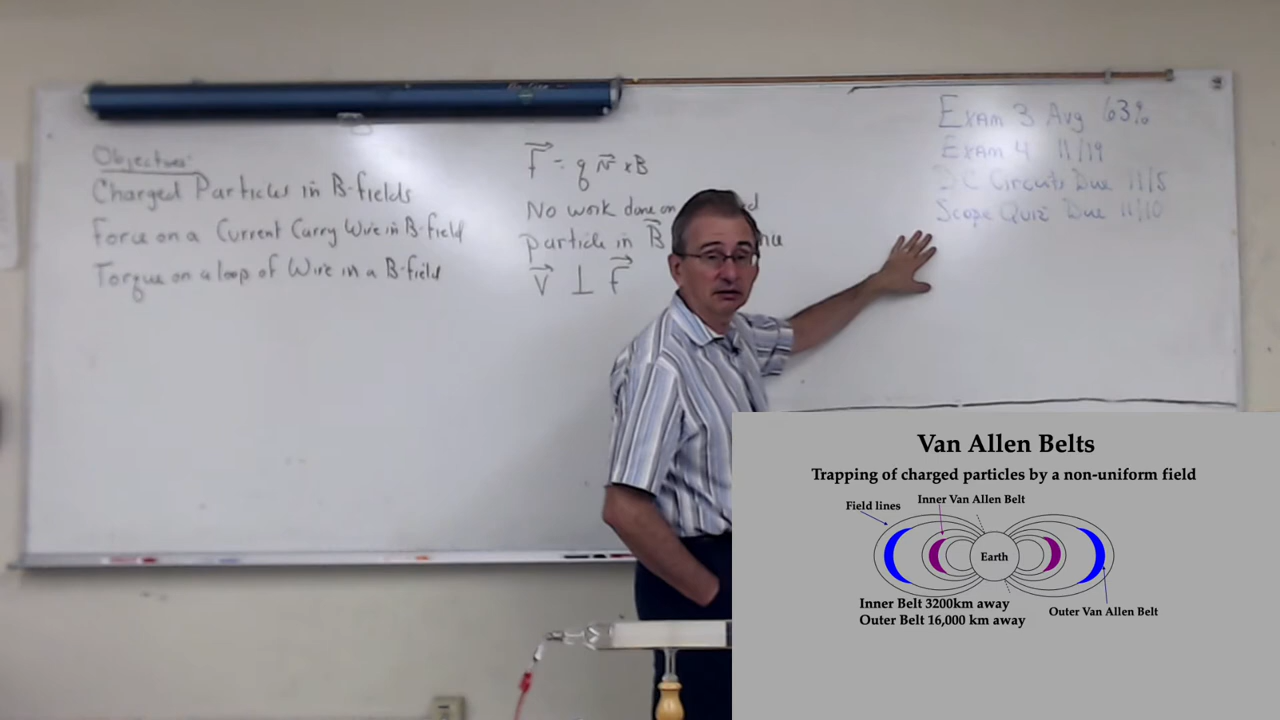 Objectives
Charged Particles in B-fields
Force on a Current Carry Wire in B-field
Torque on a loop of Wire in a B-field
F = q v x B
No work done on
particle in B
V ⊥ F
Exam 3 Avg 63%
Exam 4 11/19
DC Circuits Due 11/5
Scope Quiz Due 11/10
Van Allen Belts
Trapping of charged particles by a non-uniform field
Inner Van Allen Belt
Field lines
Earth
Inner Belt 3200km away
Outer Belt 16,000 km away
Outer Van Allen Belt